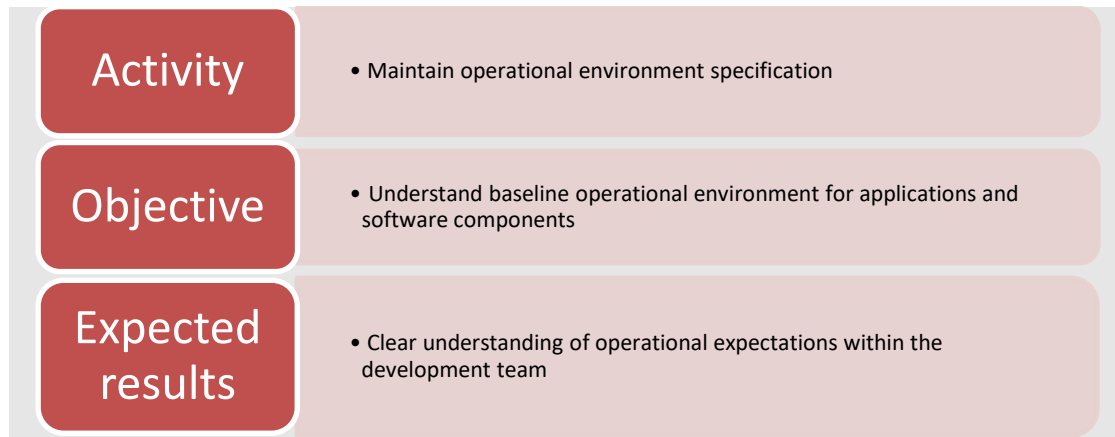 Activity
• Maintain operational environment specification
Objective
• Understand baseline operational environment for applications and
software components
Expected
results
• Clear understanding of operational expectations within the
development team